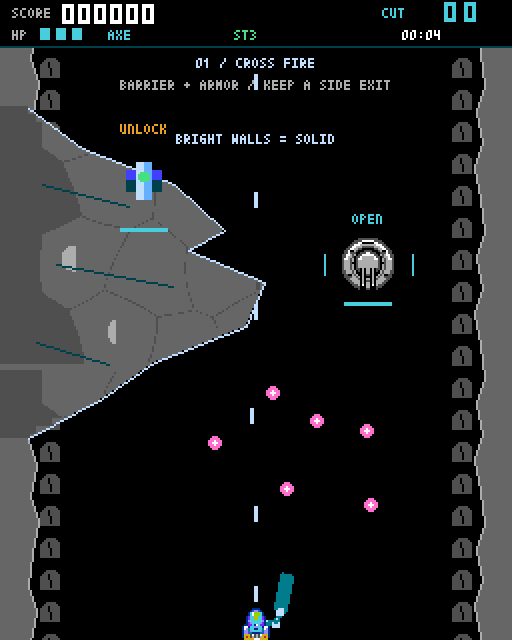 SCORE 000000 CUT 00
HP AXE ST3 00:04
01 / CROSS FIRE
BARRIER + ARMOR / KEEP A SIDE EXIT
UNLOCK
BRIGHT WALLS = SOLID
OPEN